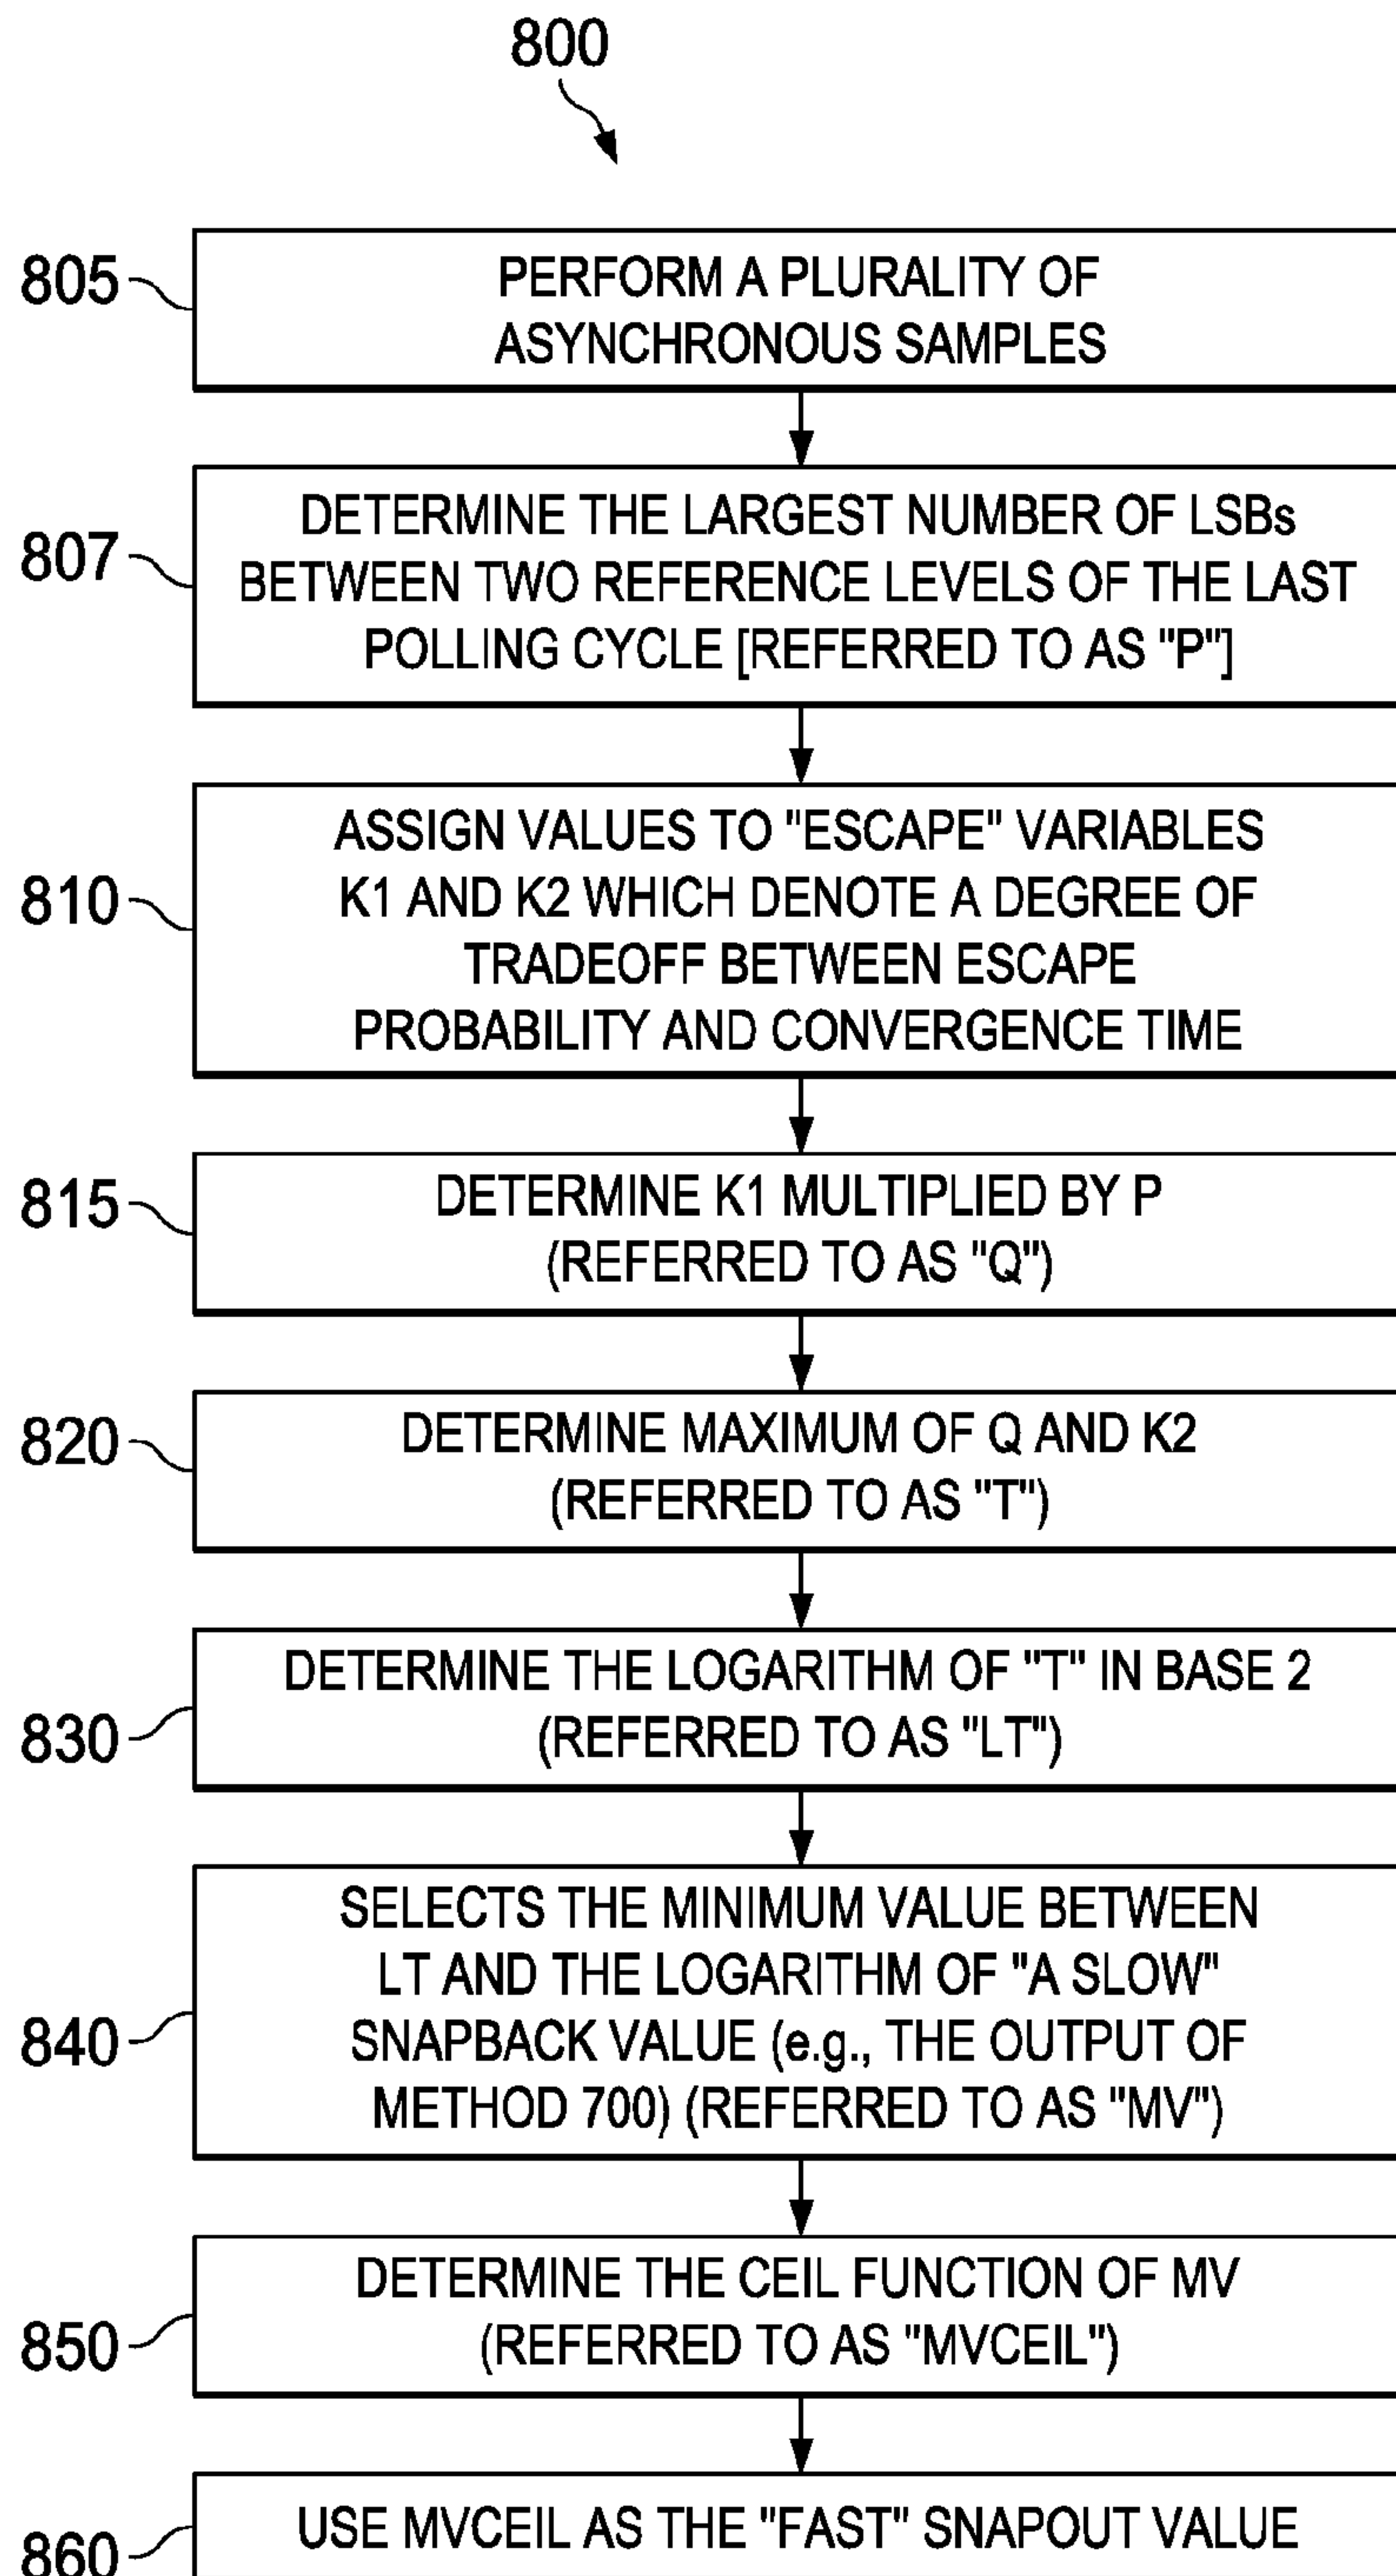 800
805
PERFORM A PLURALITY OF
ASYNCHRONOUS SAMPLES
807
DETERMINE THE LARGEST NUMBER OF LSBs
BETWEEN TWO REFERENCE LEVELS OF THE LAST
POLLING CYCLE [REFERRED TO AS "P"]
810
ASSIGN VALUES TO "ESCAPE" VARIABLES
K1 AND K2 WHICH DENOTE A DEGREE OF
TRADEOFF BETWEEN ESCAPE
PROBABILITY AND CONVERGENCE TIME
815
DETERMINE K1 MULTIPLIED BY P
(REFERRED TO AS "Q")
820
DETERMINE MAXIMUM OF Q AND K2
(REFERRED TO AS "T")
830
DETERMINE THE LOGARITHM OF "T" IN BASE 2
(REFERRED TO AS "LT")
840
SELECTS THE MINIMUM VALUE BETWEEN
LT AND THE LOGARITHM OF "A SLOW"
SNAPBACK VALUE (e.g., THE OUTPUT OF
METHOD 700) (REFERRED TO AS "MV")
850
DETERMINE THE CEIL FUNCTION OF MV
(REFERRED TO AS "MVCEIL")
860
USE MVCEIL AS THE "FAST" SNAPOUT VALUE